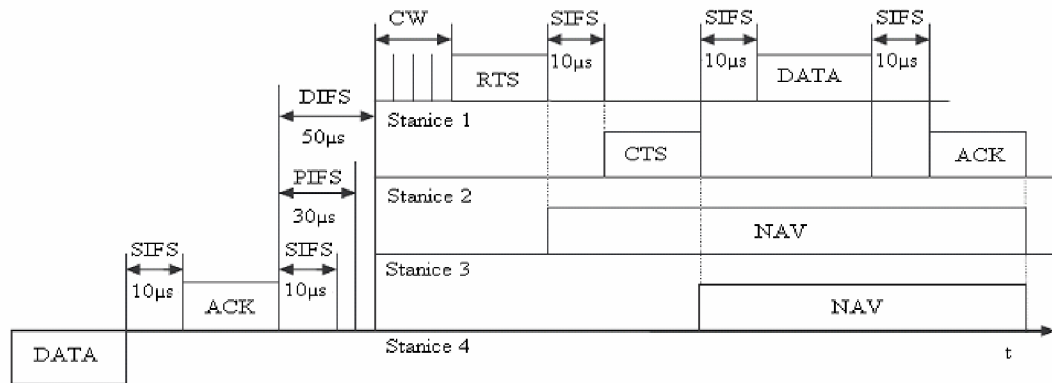 CW
SIFS
SIFS
SIFS
10µs
10µs
10µs
RTS
DATA
DIFS
50µs
Stanice 1
CTS
ACK
PIFS
30µs
Stanice 2
NAV
SIFS
SIFS
10µs
10µs
Stanice 3
ACK
NAV
DATA
Stanice 4
t